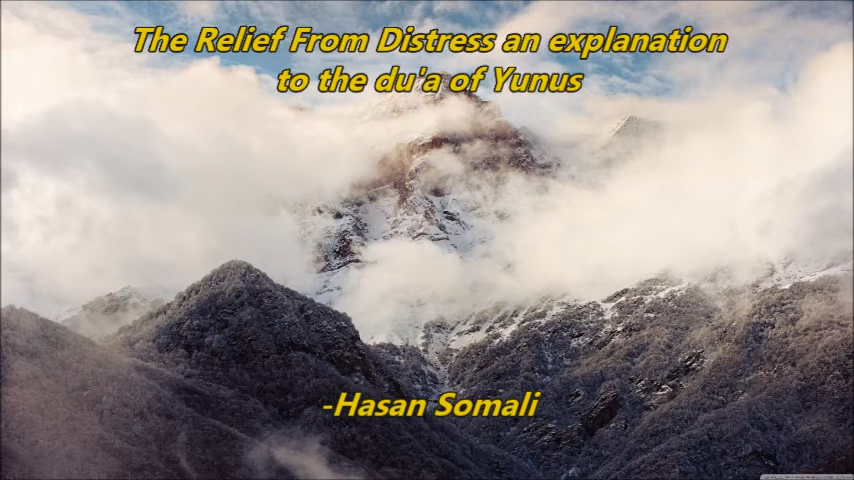 The Relief From Distress an explanation
to the du'a of Yunus
-Hasan Somali